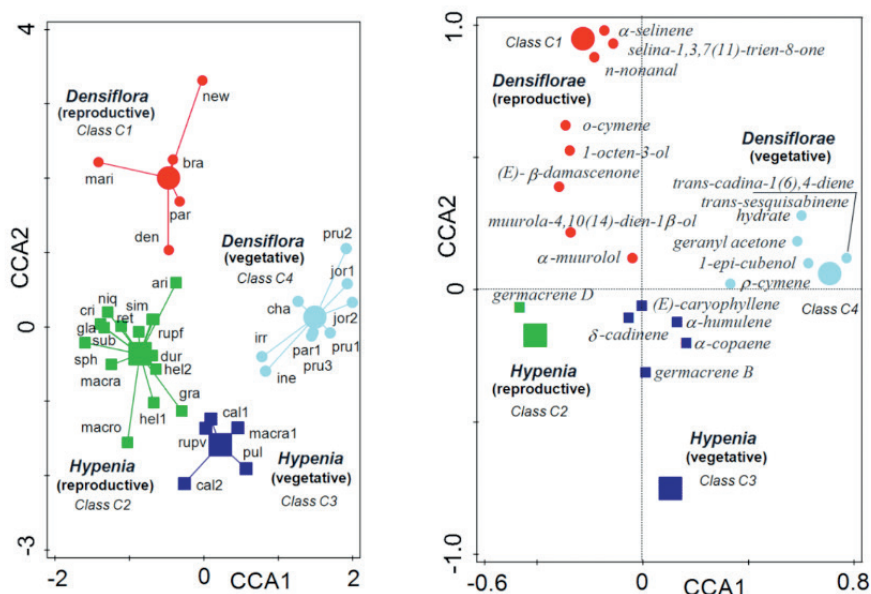 4
new
Densiflora
(reproductive)
Class C1
bra
mari
par
den
pru2
Densiflora
(vegetative)
Class C4
jor1
ari
cha
niq
sim
cri
ret
rupf
jor2
gla
sub
irr
par1
pru1
dur
pru3
sph
hel2
ine
macra
gra
hel1
cal1
macro
rupv
macra1
pul
Hypenia
(reproductive)
Class C2
Hypenia
(vegetative)
Class C3
cal2
CCA2
0
-3
-2
0
2
CCA1
1.0
Class C1
α-selinene
selina-1,3,7(11)-trien-8-one
n-nonanal
Densiflorae
(reproductive)
o-cymene
1-octen-3-ol
(E)- β-damascenone
Densiflorae
(vegetative)
trans-cadina-1(6),4-diene
trans-sesquisabinene
hydrate
muurola-4,10(14)-dien-1β-ol
geranyl acetone
α-muurolol
1-epi-cubenol
ρ-cymene
Class C4
germacrene D
(E)-caryophyllene
δ-cadinene
α-humulene
α-copaene
Hypenia
(reproductive)
Class C2
germacrene B
Hypenia
(vegetative)
Class C3
CCA2
0
-1.0
-0.6
0
0.8
CCA1